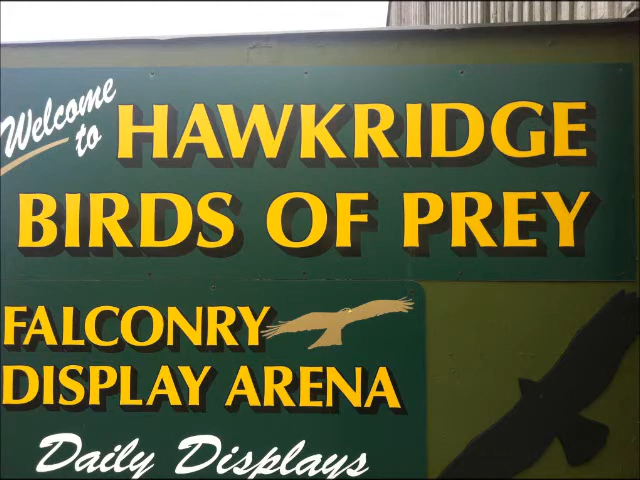 Welcome
to
HAWKRIDGE
BIRDS OF PREY
FALCONRY
DISPLAY ARENA
Daily Displays